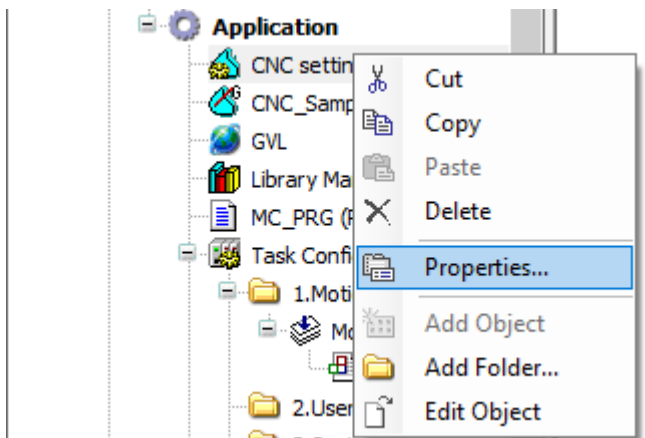 Application
CNC settin
CNC_Samp
GVL
Library Ma
MC_PRG (
Task Confi
1.Moti
Mo
2.User
Cut
Copy
Paste
Delete
Properties...
Add Object
Add Folder...
Edit Object